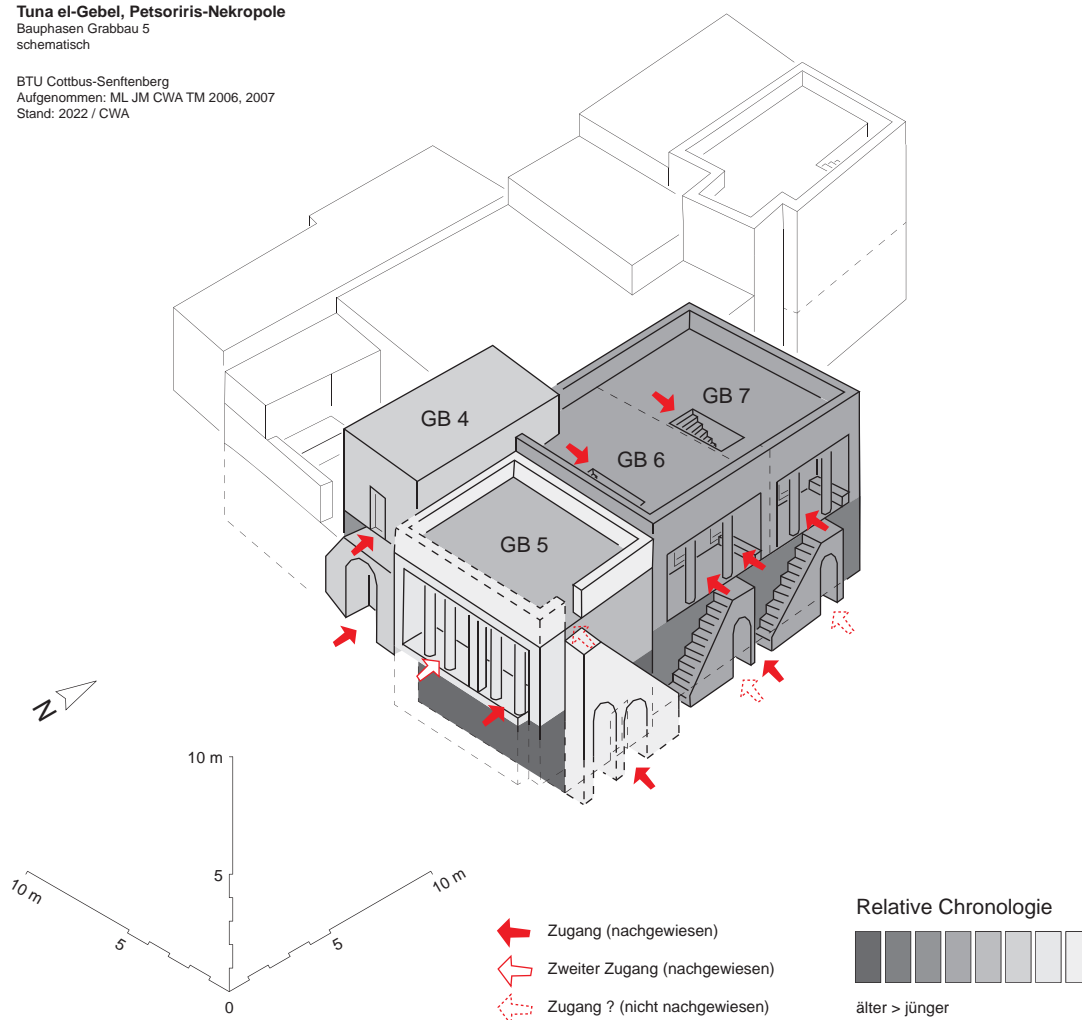 Tuna el-Gebel, Petsoriris-Nekropole
Bauphasen Grabbau 5
schematisch
BTU Cottbus-Senftenberg
Aufgenommen: ML JM CWA TM 2006, 2007
Stand: 2022 / CWA
GB 7
GB 4
GB 6
GB 5
N
10 m
5
10 m
10 m
5
5
0
Zugang (nachgewiesen)
Zweiter Zugang (nachgewiesen)
Zugang ? (nicht nachgewiesen)
Relative Chronologie
älter > jünger